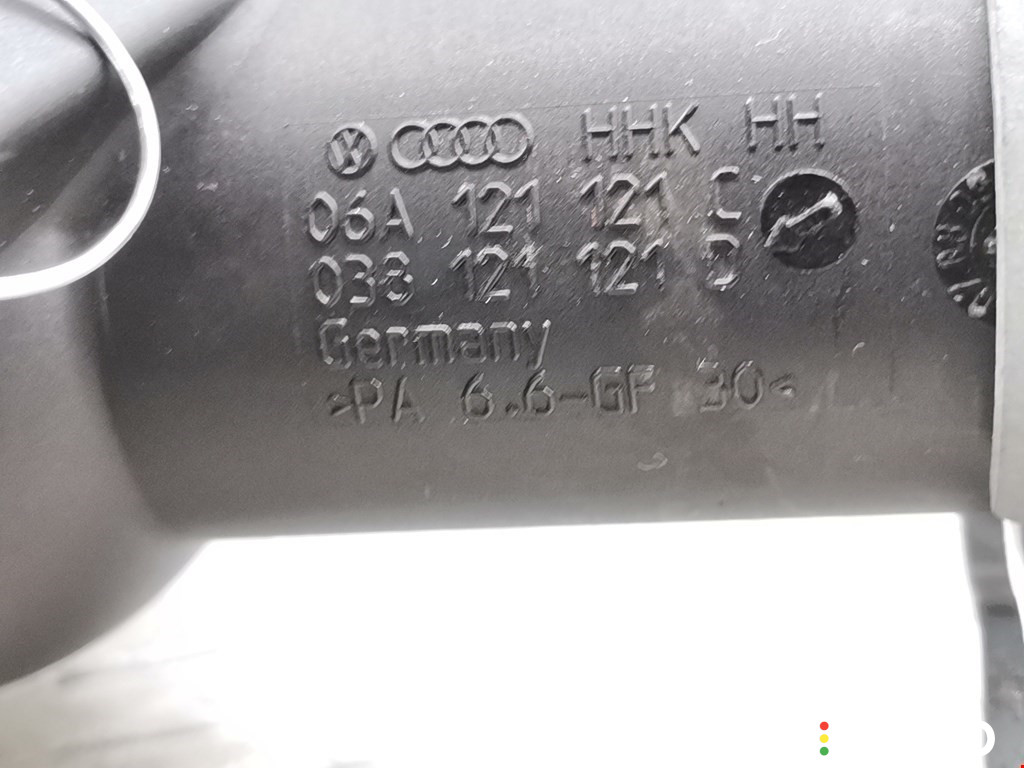 HHK HH
06A 121 121 C
038 121 121 D
Germany
>PA 6.6-GF 30<